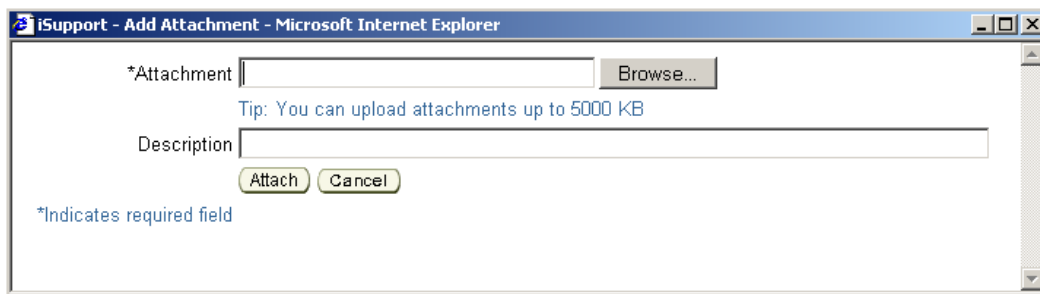 iSupport - Add Attachment - Microsoft Internet Explorer
*Attachment Browse...
Tip: You can upload attachments up to 5000 KB
Description
Attach Cancel
*Indicates required field